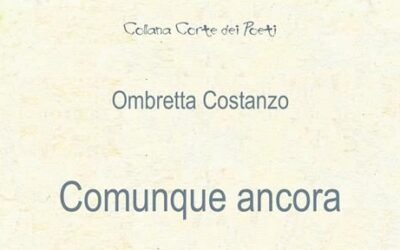 Collana Corte dei Poeti
Ombretta Costanzo
Comunque ancora